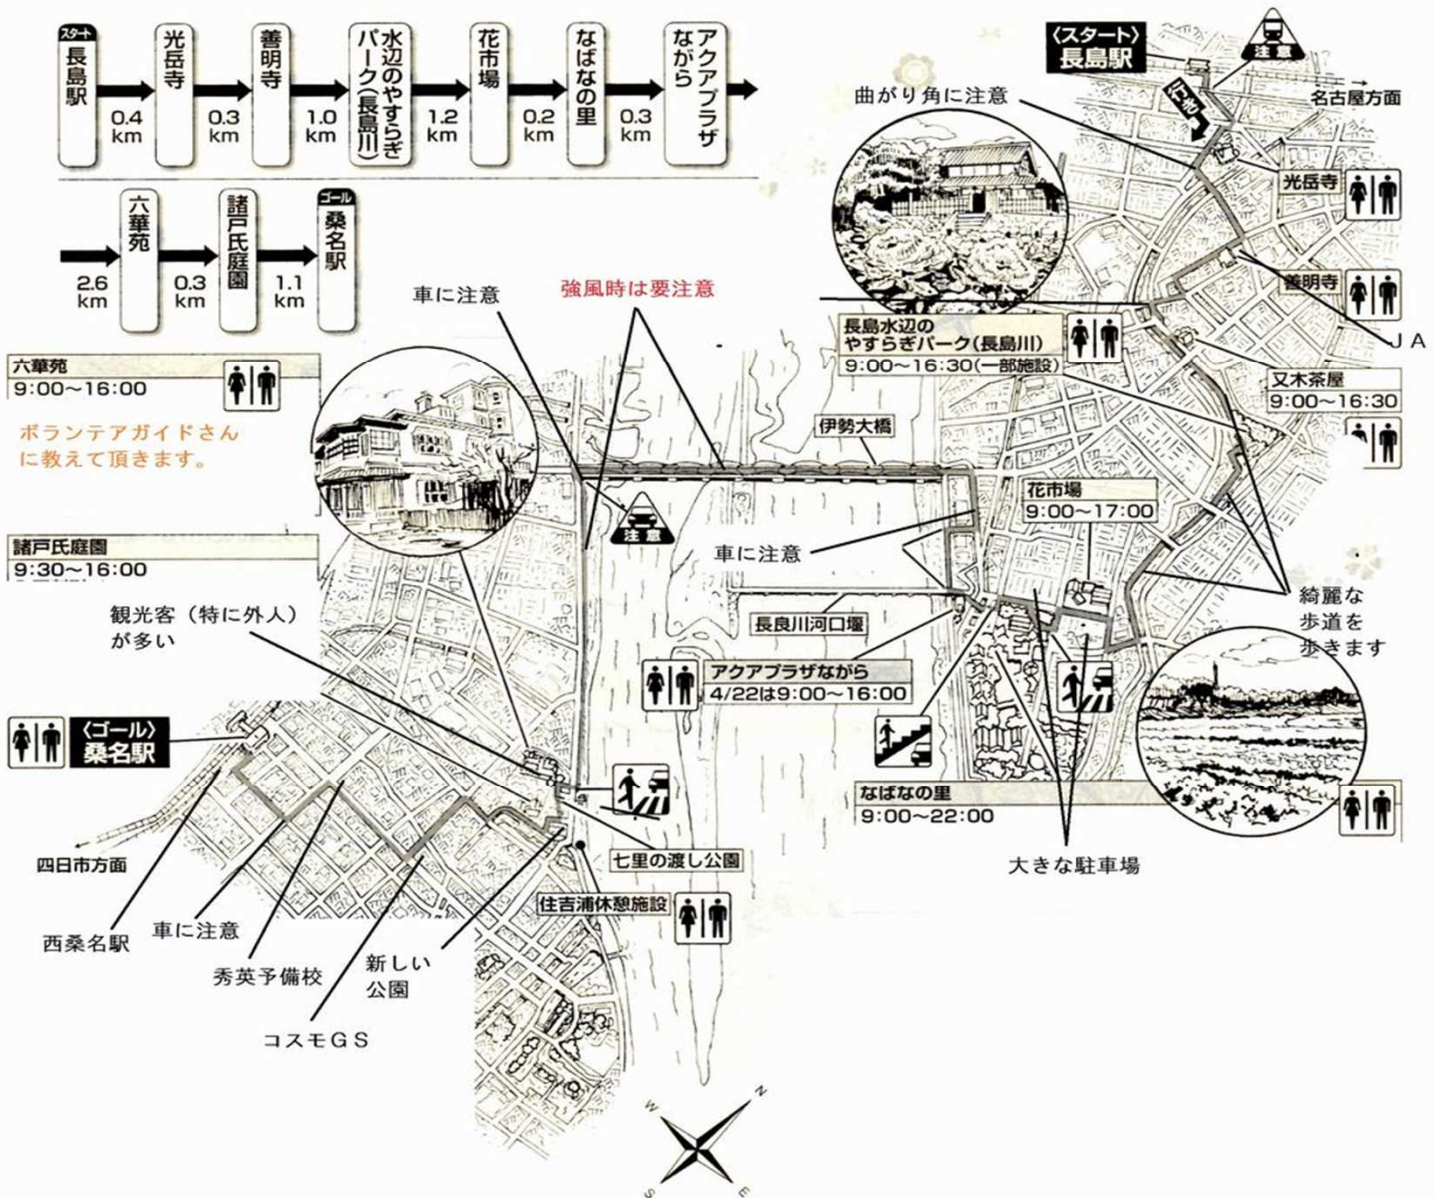 スタート
長島駅
0.4
km
光岳寺
0.3
km
善明寺
1.0
km
水辺のやすらぎ
パーク(長島川)
1.2
km
花市場
0.2
km
なばなの里
0.3
km
アクアプラザ
ながら
2.6
km
六華苑
0.3
km
諸戸氏庭園
1.1
km
ゴール
桑名駅
〈スタート〉
長島駅
注意
行き
名古屋方面
曲がり角に注意
光岳寺
善明寺
JA
長島水辺の
やすらぎパーク(長島川)
9:00〜16:30(一部施設)
又木茶屋
9:00〜16:30
車に注意
強風時は要注意
六華苑
9:00〜16:00
ボランテアガイドさん
に教えて頂きます。
伊勢大橋
注意
花市場
9:00〜17:00
車に注意
諸戸氏庭園
9:30〜16:00
観光客（特に外人）
が多い
長良川河口堰
綺麗な
歩道を
歩きます
アクアプラザながら
4/22は9:00〜16:00
〈ゴール〉
桑名駅
なばなの里
9:00〜22:00
大きな駐車場
四日市方面
七里の渡し公園
住吉浦休憩施設
西桑名駅
車に注意
秀英予備校
新しい
公園
コスモGS
N
W
S
E